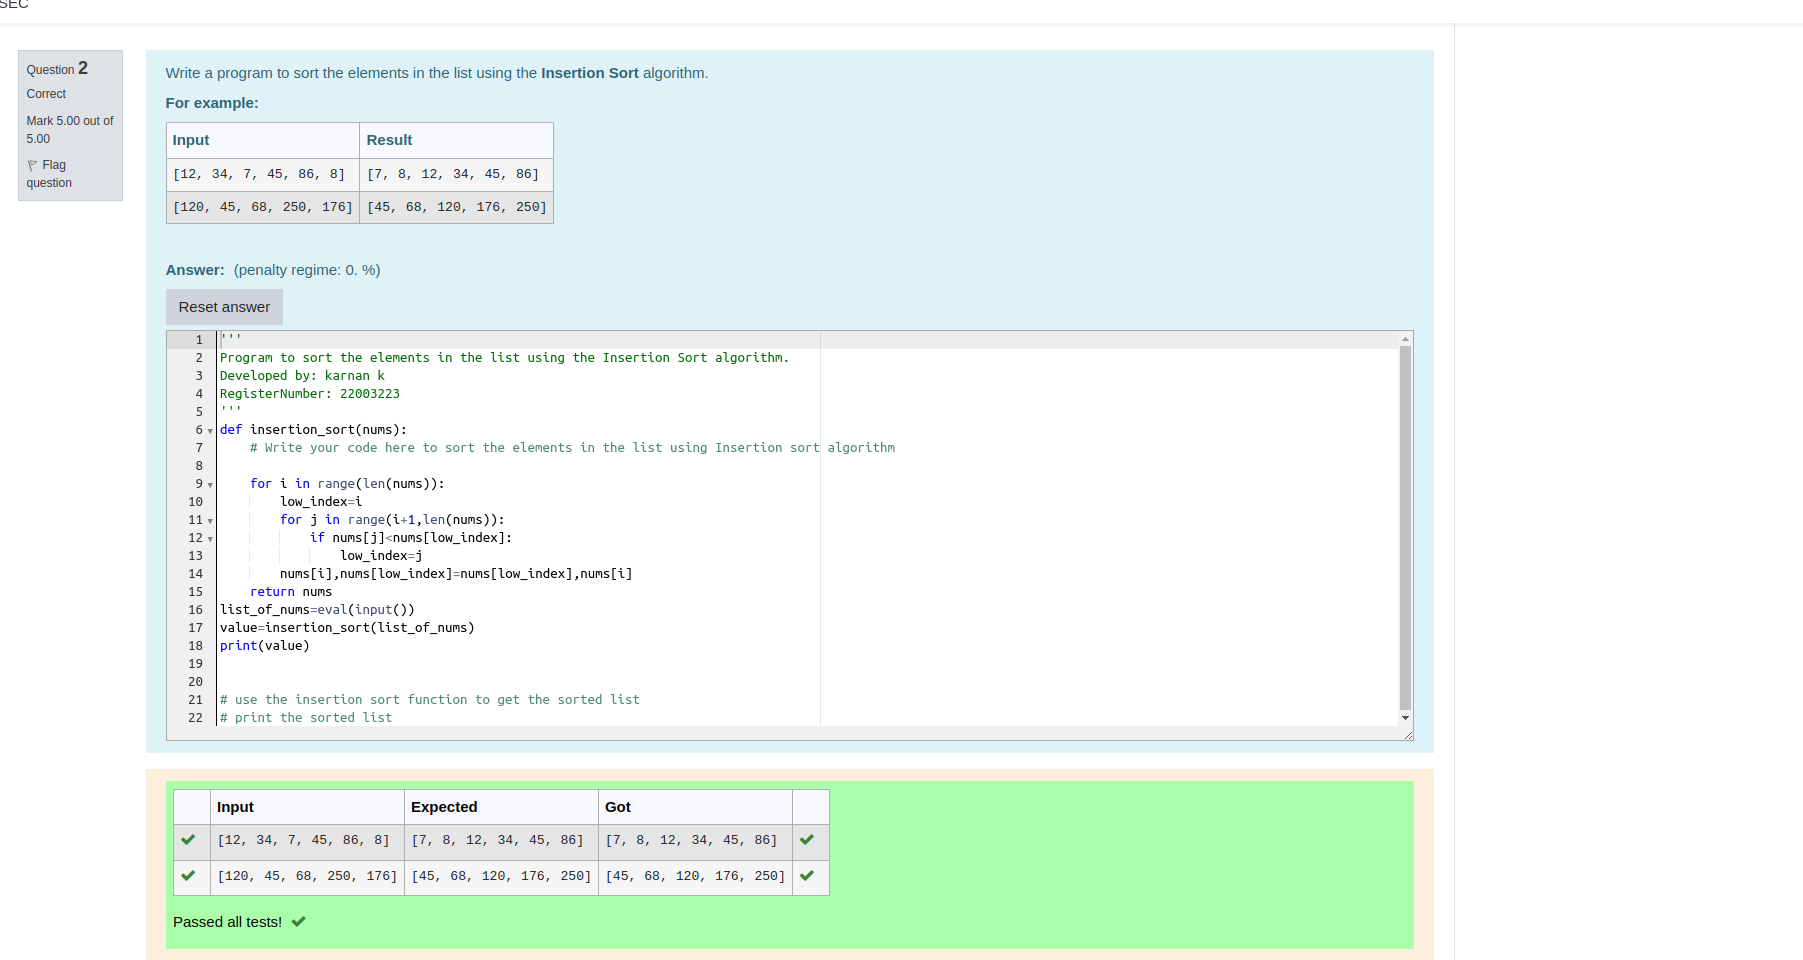 SEC
Question 2
Correct
Mark 5.00 out of
5.00
Flag
question
Write a program to sort the elements in the list using the Insertion Sort algorithm.
For example:
Input Result
[12, 34, 7, 45, 86, 8] [7, 8, 12, 34, 45, 86]
[120, 45, 68, 250, 176] [45, 68, 120, 176, 250]
Answer: (penalty regime: 0. %)
Reset answer
1 '''
2 Program to sort the elements in the list using the Insertion Sort algorithm.
3 Developed by: karnan k
4 RegisterNumber: 22003223
5 '''
6 def insertion_sort(nums):
7     # Write your code here to sort the elements in the list using Insertion sort algorithm
8
9     for i in range(len(nums)):
10         low_index=i
11         for j in range(i+1,len(nums)):
12             if nums[j]<nums[low_index]:
13                 low_index=j
14         nums[i],nums[low_index]=nums[low_index],nums[i]
15     return nums
16 list_of_nums=eval(input())
17 value=insertion_sort(list_of_nums)
18 print(value)
19
20
21 # use the insertion sort function to get the sorted list
22 # print the sorted list
Input Expected Got
[12, 34, 7, 45, 86, 8] [7, 8, 12, 34, 45, 86] [7, 8, 12, 34, 45, 86]
[120, 45, 68, 250, 176] [45, 68, 120, 176, 250] [45, 68, 120, 176, 250]
Passed all tests!